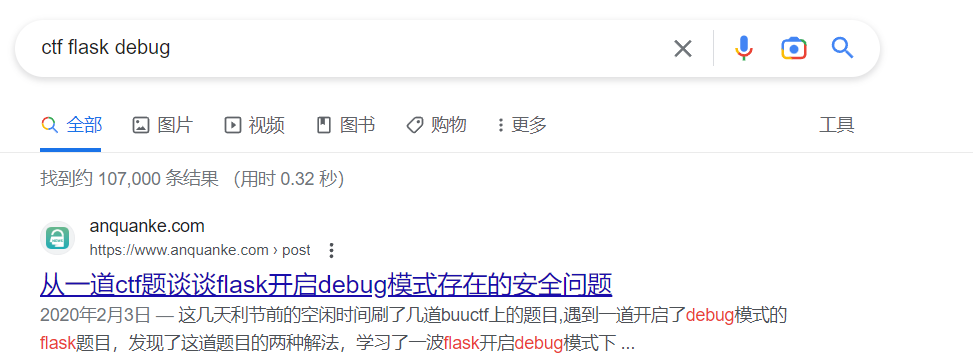 ctf flask debug
全部 图片 视频 图书 购物 更多 工具
找到约 107,000 条结果 （用时 0.32 秒）
anquanke.com
https://www.anquanke.com › post
从一道ctf题谈谈flask开启debug模式存在的安全问题
2020年2月3日 — 这几天利节前的空闲时间刷了几道buuctf上的题目,遇到一道开启了debug模式的
flask题目，发现了这道题目的两种解法，学习了一波flask开启debug模式下 ...